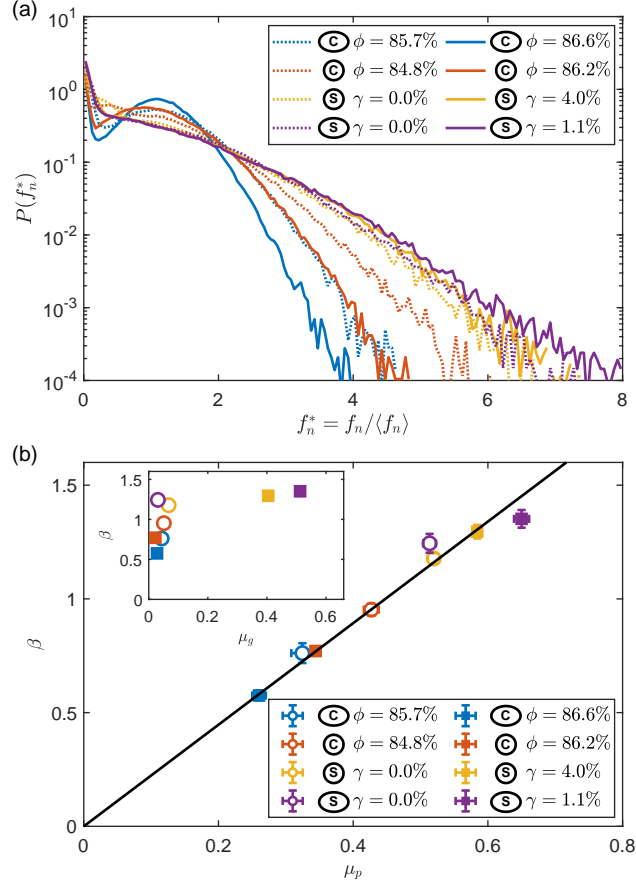 (a)
10^1
10^0
10^-1
10^-2
10^-3
10^-4
P(f_n^*)
C ϕ = 85.7% C ϕ = 86.6%
C ϕ = 84.8% C ϕ = 86.2%
S γ = 0.0% S γ = 4.0%
S γ = 0.0% S γ = 1.1%
0 2 4 6 8
f_n^* = f_n/⟨f_n⟩
(b)
1.5
1
0.5
0
β
1.5
1
0.5
0
β
0 0.2 0.4 0.6
μ_g
C ϕ = 85.7% C ϕ = 86.6%
C ϕ = 84.8% C ϕ = 86.2%
S γ = 0.0% S γ = 4.0%
S γ = 0.0% S γ = 1.1%
0 0.2 0.4 0.6 0.8
μ_p